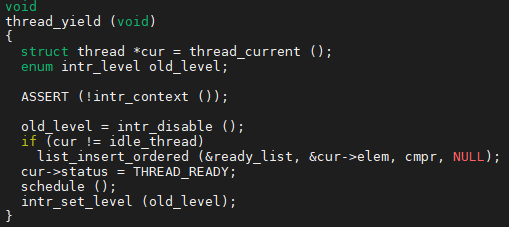 void
thread_yield (void)
{
  struct thread *cur = thread_current ();
  enum intr_level old_level;

  ASSERT (!intr_context ());

  old_level = intr_disable ();
  if (cur != idle_thread)
    list_insert_ordered (&ready_list, &cur->elem, cmpr, NULL);
  cur->status = THREAD_READY;
  schedule ();
  intr_set_level (old_level);
}